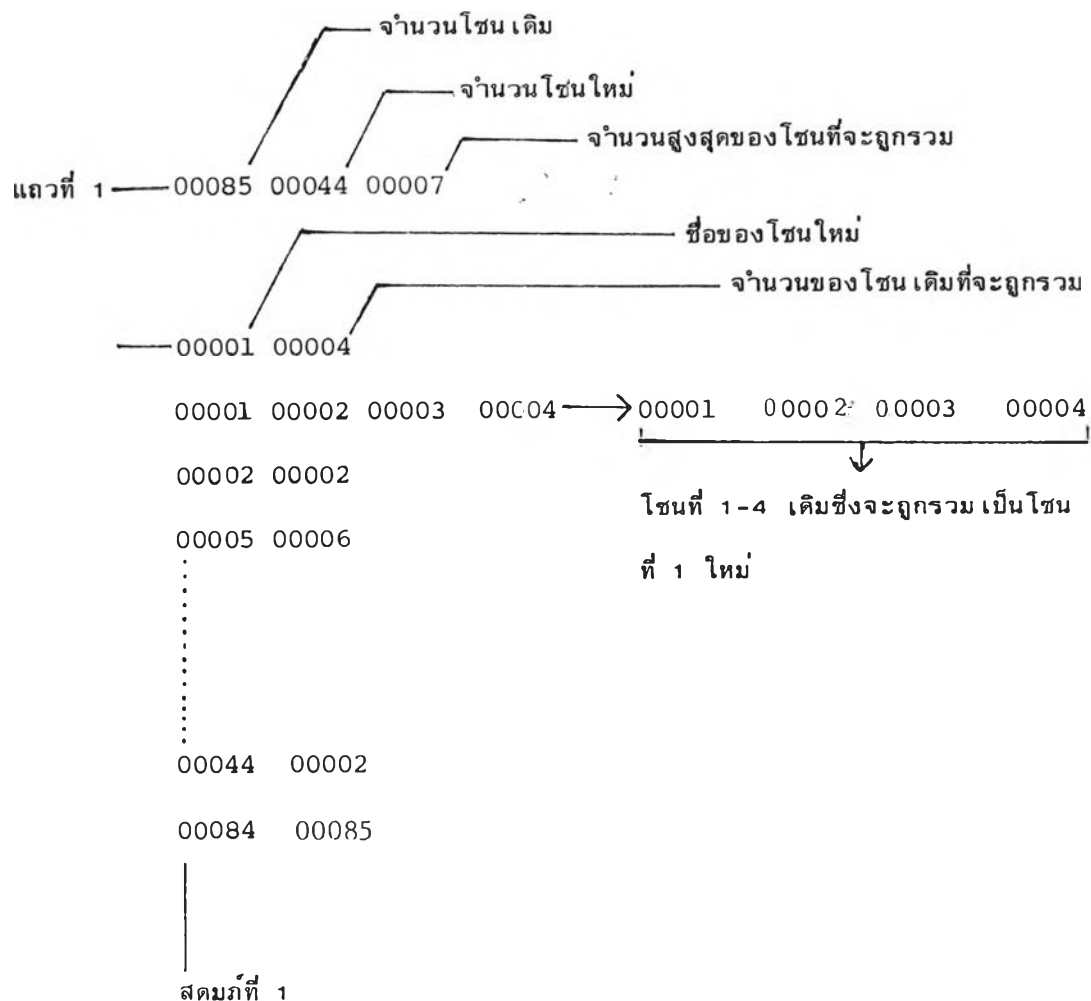 จำนวนโซนเดิม
จำนวนโซนใหม่
จำนวนสูงสุดของโซนที่จะถูกรวม
แถวที่ 1 00085 00044 00007
ชื่อของโซนใหม่
จำนวนของโซนเดิมที่จะถูกรวม
00001 00004
00001 00002 00003 00004 00001 00002 00003 00004
00002 00002
โซนที่ 1-4 เดิมซึ่งจะถูกรวมเป็นโซน
00005 00006
ที่ 1 ใหม่
00044 00002
00084 00085
สดมภ์ที่ 1